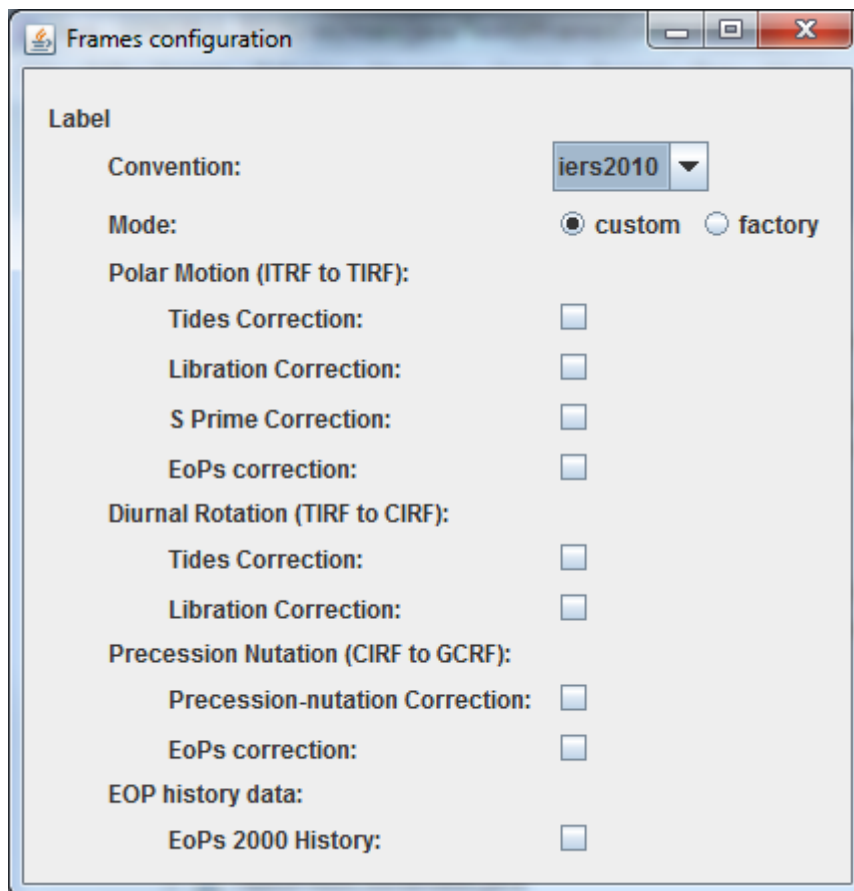 Frames configuration
Label
Convention: iers2010
Mode: custom factory
Polar Motion (ITRF to TIRF):
Tides Correction:
Libration Correction:
S Prime Correction:
EoPs correction:
Diurnal Rotation (TIRF to CIRF):
Tides Correction:
Libration Correction:
Precession Nutation (CIRF to GCRF):
Precession-nutation Correction:
EoPs correction:
EOP history data:
EoPs 2000 History: